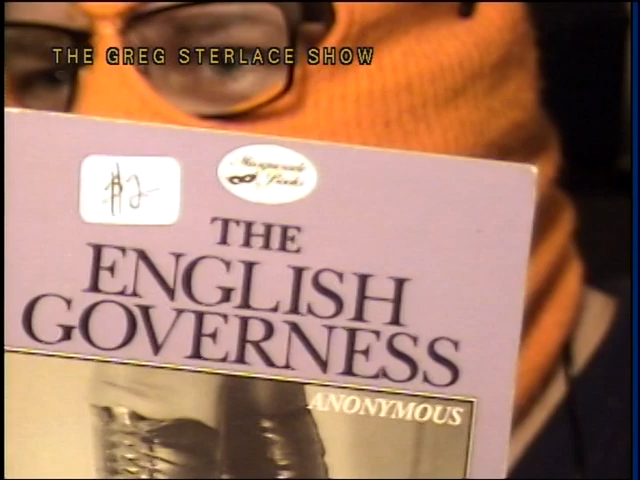 THE GREG STERLACE SHOW
$2-
Masquerade
Books
THE
ENGLISH
GOVERNESS
ANONYMOUS